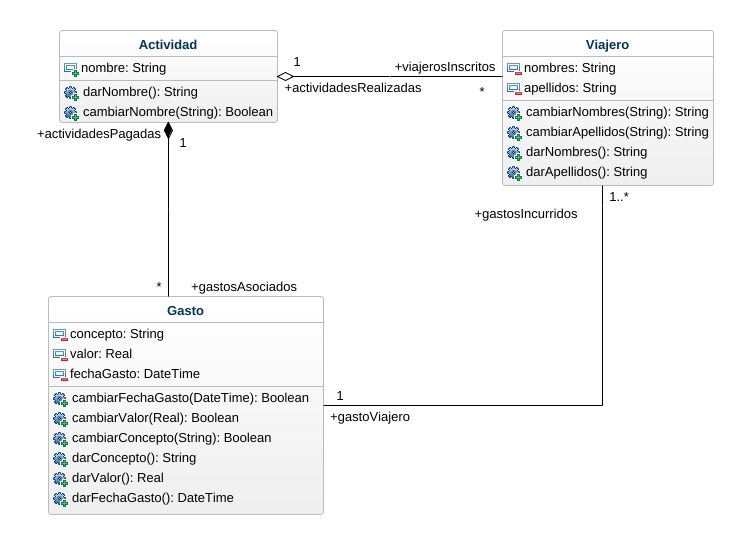 Actividad
nombre: String
darNombre(): String
cambiarNombre(String): Boolean
1
+viajerosInscritos
+actividadesRealizadas
*
Viajero
nombres: String
apellidos: String
cambiarNombres(String): String
cambiarApellidos(String): String
darNombres(): String
darApellidos(): String
+actividadesPagadas
1
1..*
+gastosIncurridos
*
+gastosAsociados
Gasto
concepto: String
valor: Real
fechaGasto: DateTime
cambiarFechaGasto(DateTime): Boolean
cambiarValor(Real): Boolean
cambiarConcepto(String): Boolean
darConcepto(): String
darValor(): Real
darFechaGasto(): DateTime
1
+gastoViajero